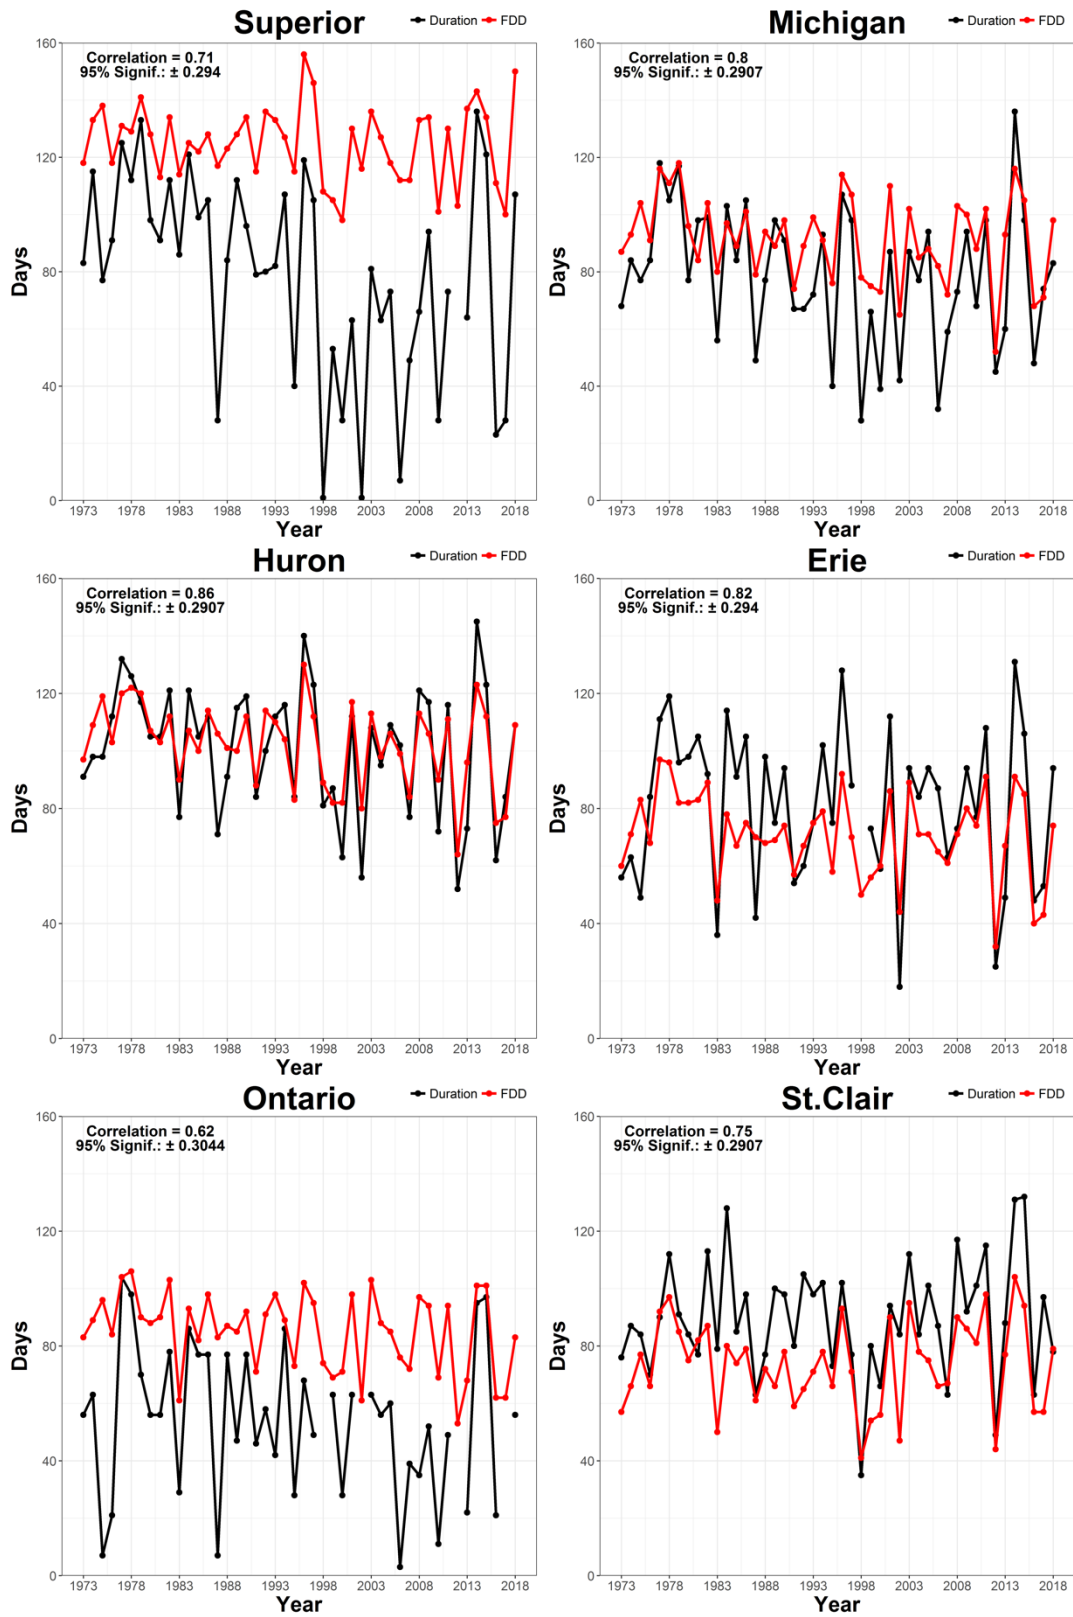 Superior
Duration FDD
Correlation = 0.71
95% Signif.: ± 0.294
160
120
80
40
0
Days
1973 1978 1983 1988 1993 1998 2003 2008 2013 2018
Year
Michigan
Duration FDD
Correlation = 0.8
95% Signif.: ± 0.2907
160
120
80
40
0
Days
1973 1978 1983 1988 1993 1998 2003 2008 2013 2018
Year
Huron
Duration FDD
Correlation = 0.86
95% Signif.: ± 0.2907
160
120
80
40
0
Days
1973 1978 1983 1988 1993 1998 2003 2008 2013 2018
Year
Erie
Duration FDD
Correlation = 0.82
95% Signif.: ± 0.294
160
120
80
40
0
Days
1973 1978 1983 1988 1993 1998 2003 2008 2013 2018
Year
Ontario
Duration FDD
Correlation = 0.62
95% Signif.: ± 0.3044
160
120
80
40
0
Days
1973 1978 1983 1988 1993 1998 2003 2008 2013 2018
Year
St.Clair
Duration FDD
Correlation = 0.75
95% Signif.: ± 0.2907
160
120
80
40
0
Days
1973 1978 1983 1988 1993 1998 2003 2008 2013 2018
Year